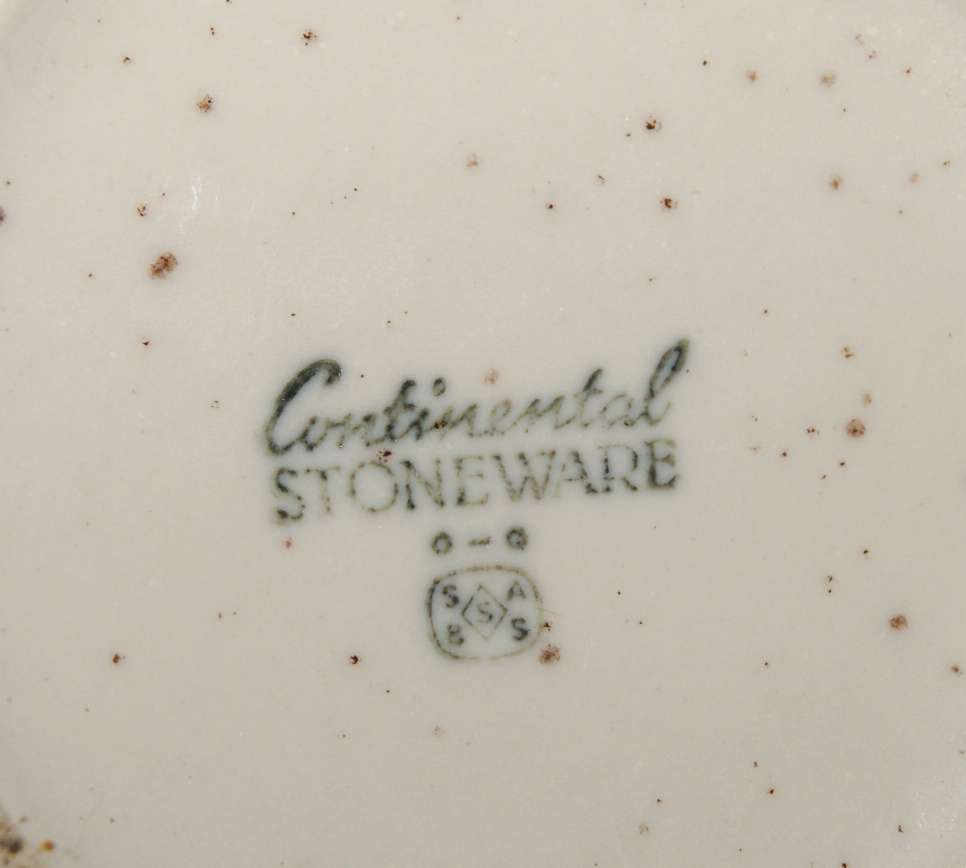 Continental
STONEWARE
O-O
S A
S
B S